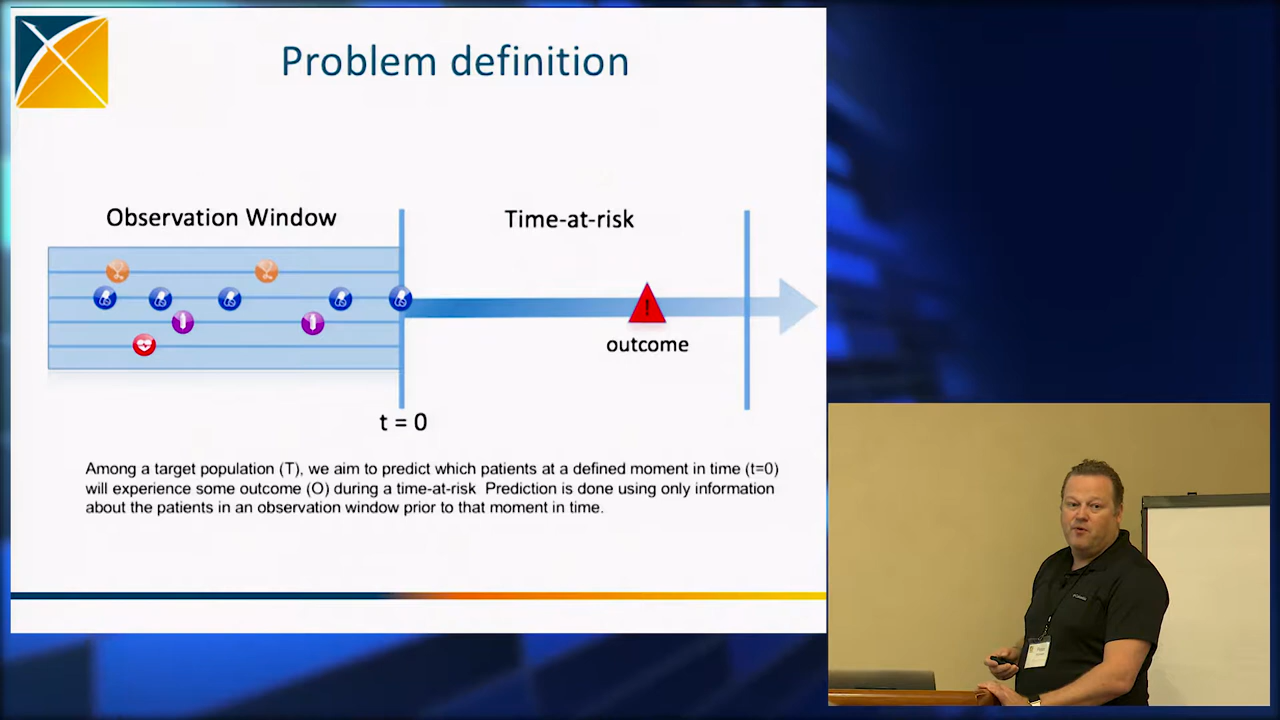 Problem definition
Observation Window
Time-at-risk
!
outcome
t = 0
Among a target population (T), we aim to predict which patients at a defined moment in time (t=0)
will experience some outcome (O) during a time-at-risk  Prediction is done using only information
about the patients in an observation window prior to that moment in time.